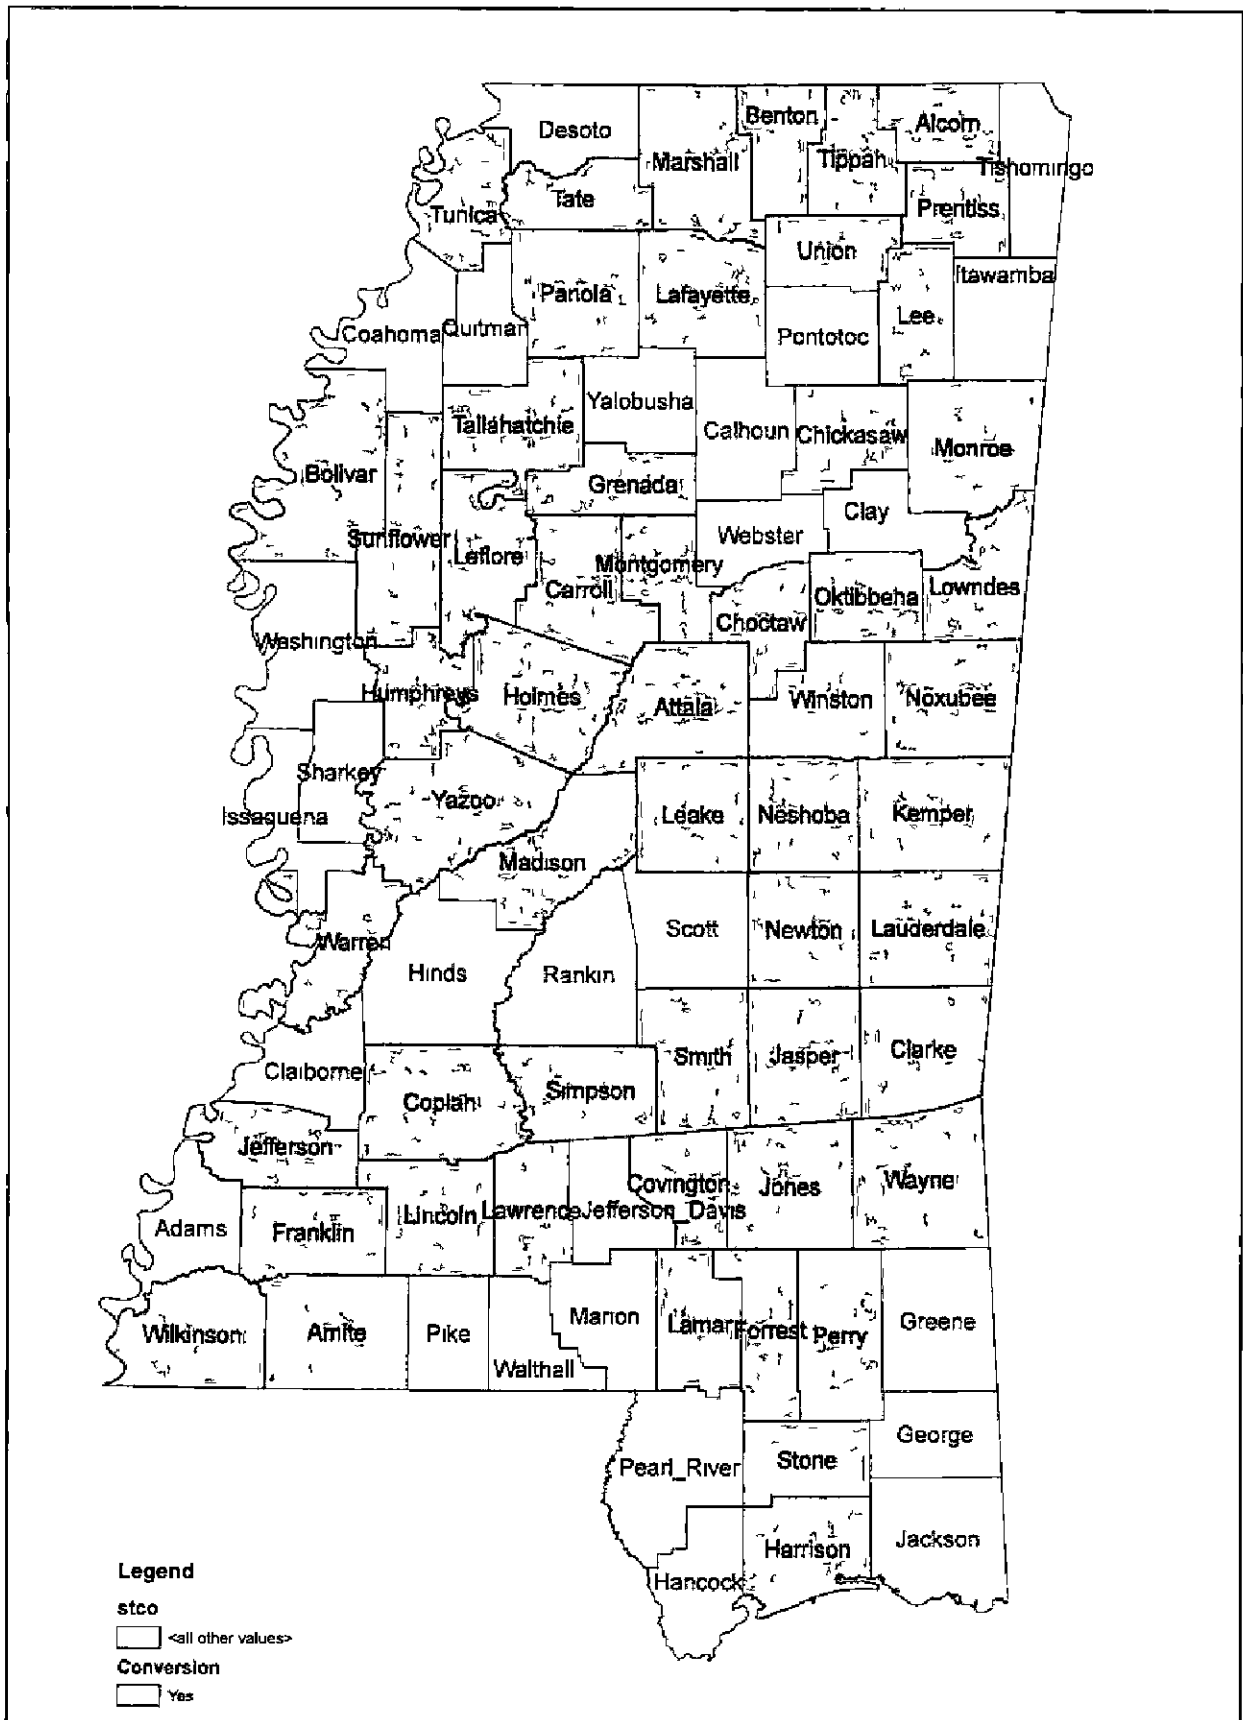 Desoto
Benton
Alcorn
Marshall
Tippah
Tishomingo
Tate
Tunica
Prentiss
Union
Itawamba
Panola
Lafayette
Lee
Coahoma
Quitman
Pontotoc
Yalobusha
Tallahatchie
Calhoun
Chickasaw
Monroe
Bolivar
Grenada
Clay
Sunflower
Leflore
Webster
Montgomery
Carroll
Oktibbeha
Lowndes
Choctaw
Washington
Humphreys
Holmes
Attala
Winston
Noxubee
Sharkey
Yazoo
Issaquena
Leake
Neshoba
Kemper
Madison
Scott
Newton
Lauderdale
Warren
Hinds
Rankin
Smith
Jasper
Clarke
Claiborne
Copiah
Simpson
Jefferson
Covington
Jones
Wayne
Lincoln
Lawrence
Jefferson_Davis
Adams
Franklin
Marion
Wilkinson
Amite
Pike
Lamar
Forrest
Perry
Greene
Walthall
George
Pearl_River
Stone
Jackson
Harrison
Hancock
Legend
stco
<all other values>
Conversion
Yes